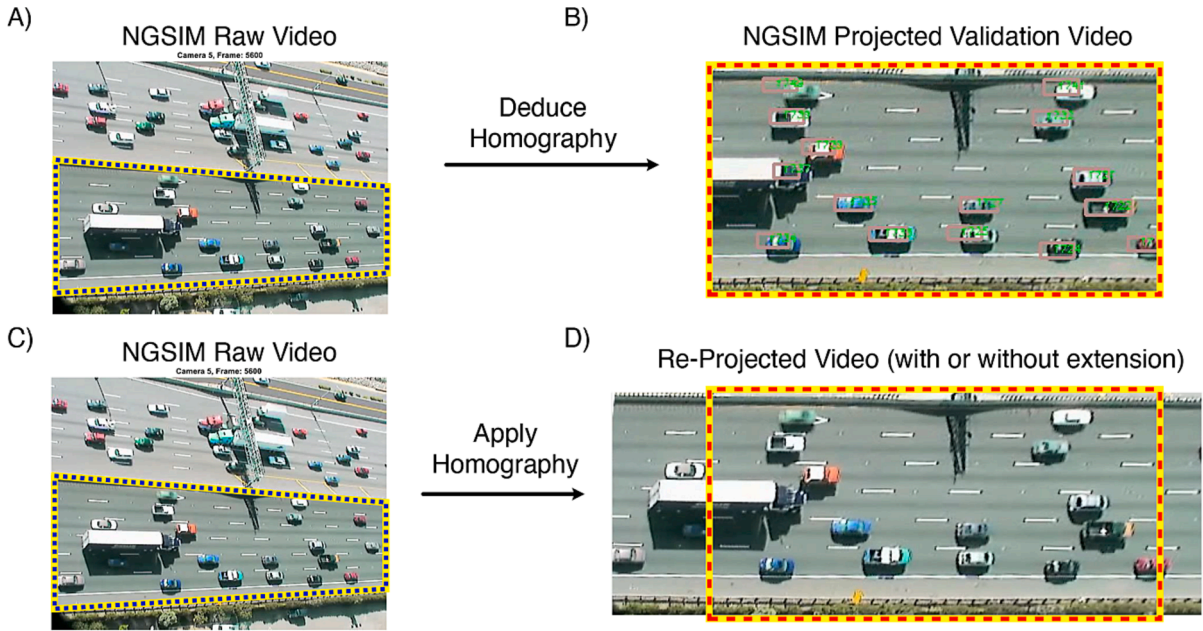 A)
NGSIM Raw Video
Camera 5, Frame: 5600
Deduce
Homography
B)
NGSIM Projected Validation Video
C)
NGSIM Raw Video
Camera 5, Frame: 5600
Apply
Homography
D)
Re-Projected Video (with or without extension)